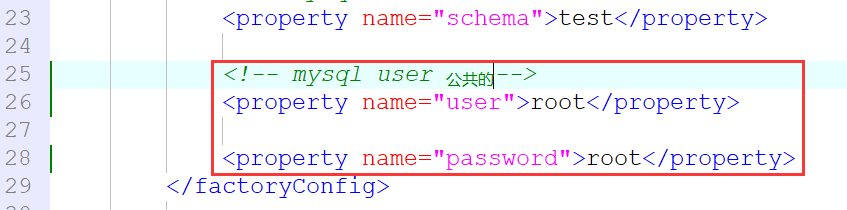 23 <property name="schema">test</property>
24
25 <!-- mysql user 公共的-->
26 <property name="user">root</property>
27
28 <property name="password">root</property>
29 </factoryConfig>